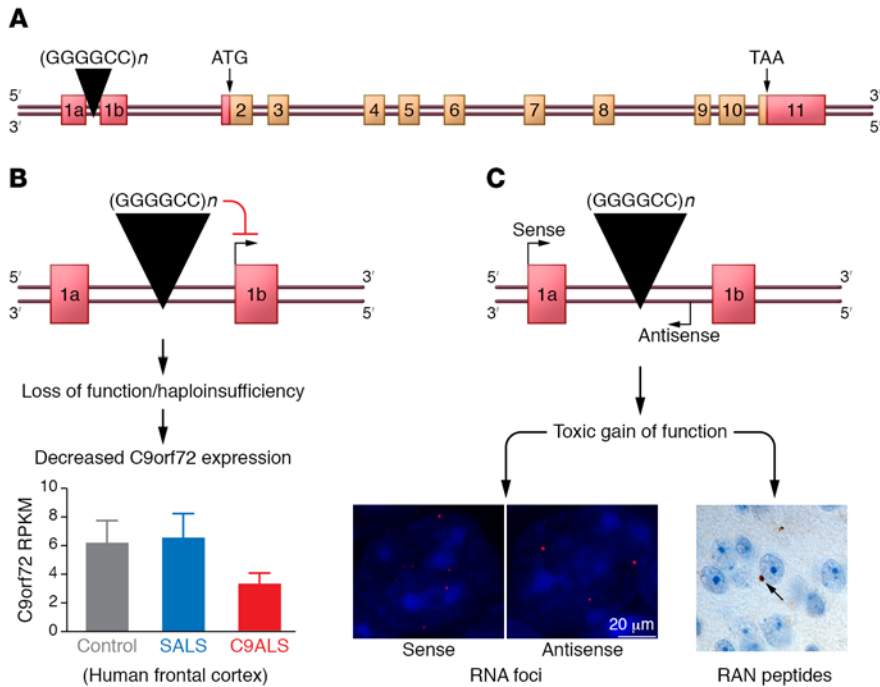 A
(GGGGCC)n
ATG
TAA
5′ 3′
1a 1b 2 3 4 5 6 7 8 9 10 11
3′ 5′
B
(GGGGCC)n
5′ 3′
1a 1b
3′ 5′
Loss of function/haploinsufficiency
Decreased C9orf72 expression
C9orf72 RPKM
10
8
6
4
2
0
Control SALS C9ALS
(Human frontal cortex)
C
(GGGGCC)n
Sense
5′ 3′
1a 1b
3′ 5′
Antisense
Toxic gain of function
20 μm
Sense Antisense
RNA foci
RAN peptides